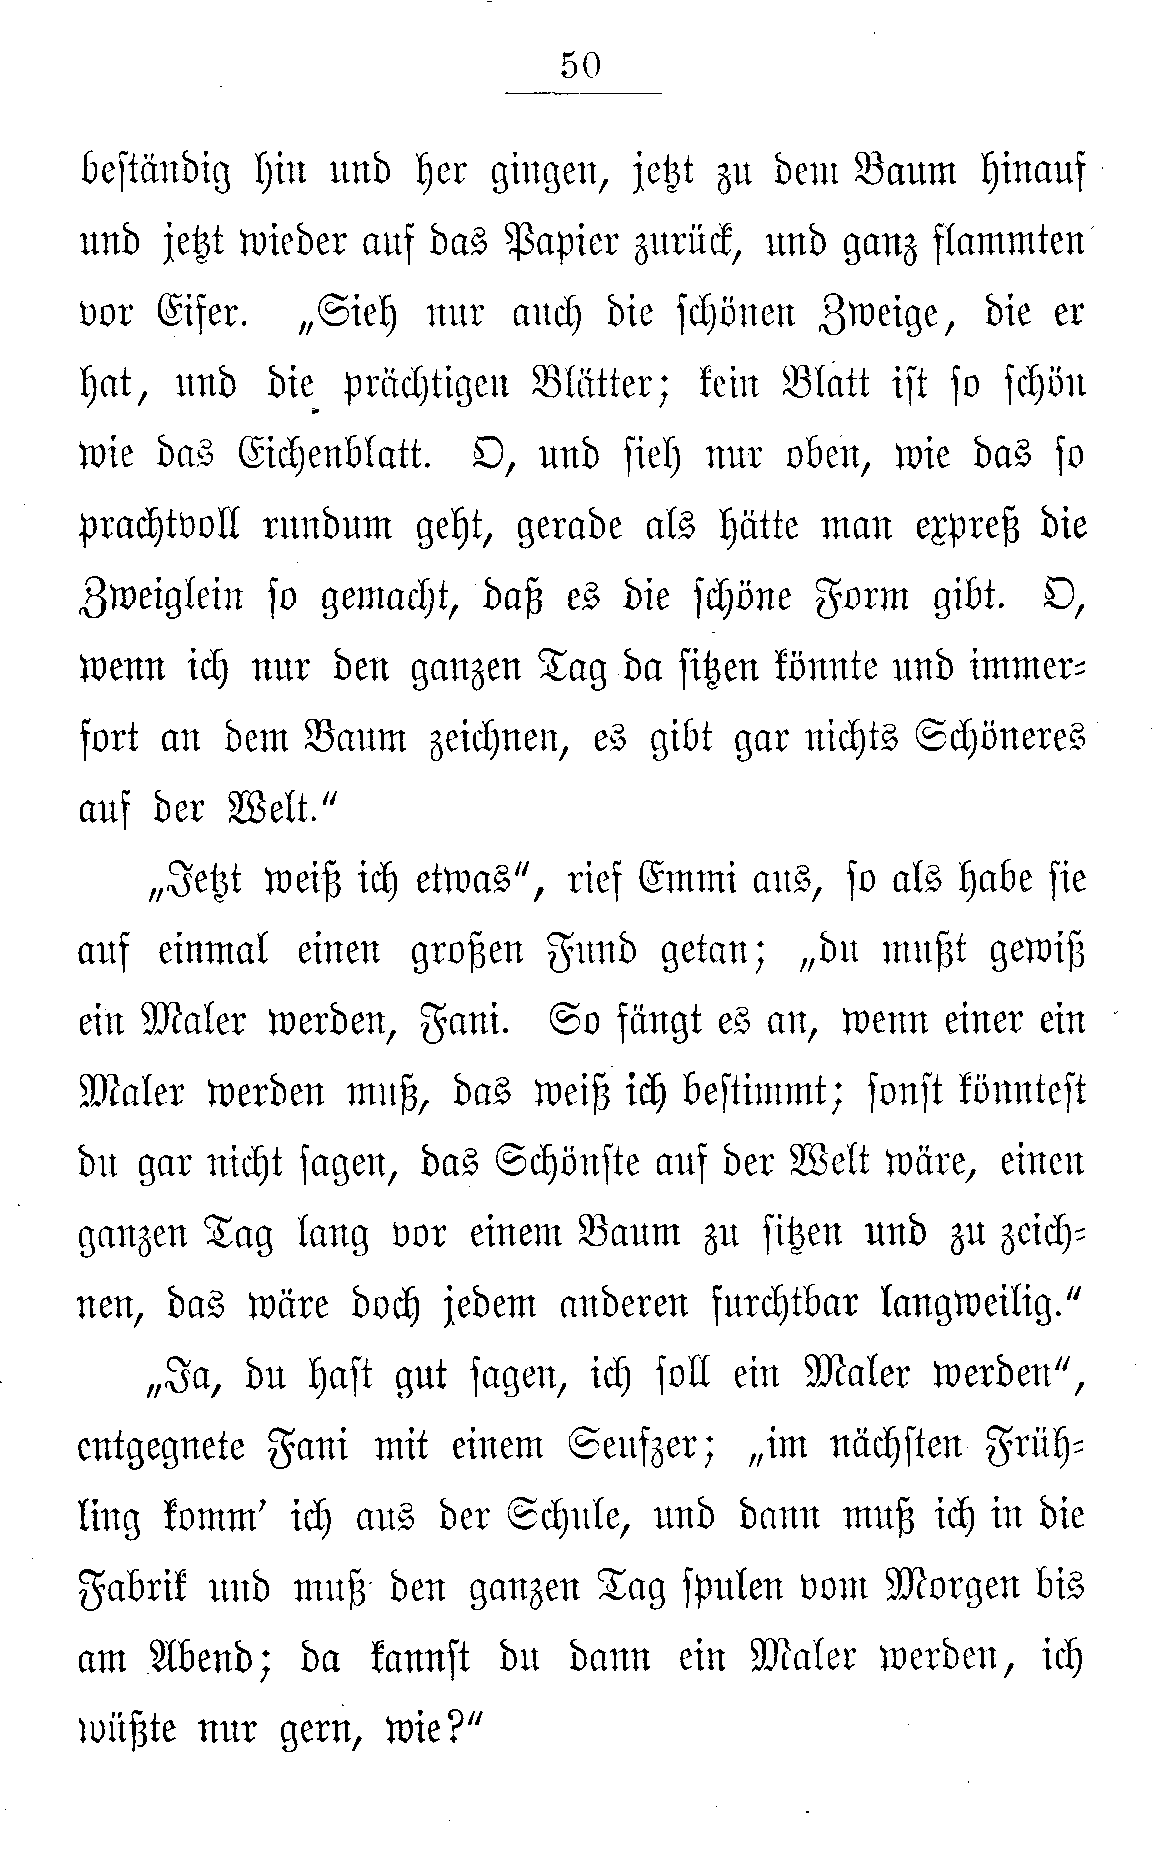 50
beständig hin und her gingen, jetzt zu dem Baum hinauf
und jetzt wieder auf das Papier zurück, und ganz flammten
vor Eifer. „Sieh nur auch die schönen Zweige, die er
hat, und die prächtigen Blätter; kein Blatt ist so schön
wie das Eichenblatt. O, und sieh nur oben, wie das so
prachtvoll rundum geht, gerade als hätte man expreß die
Zweiglein so gemacht, daß es die schöne Form gibt. O,
wenn ich nur den ganzen Tag da sitzen könnte und immer-
fort an dem Baum zeichnen, es gibt gar nichts Schöneres
auf der Welt.“
„Jetzt weiß ich etwas“, rief Emmi aus, so als habe sie
auf einmal einen großen Fund getan; „du mußt gewiß
ein Maler werden, Fani. So fängt es an, wenn einer ein
Maler werden muß, das weiß ich bestimmt; sonst könntest
du gar nicht sagen, das Schönste auf der Welt wäre, einen
ganzen Tag lang vor einem Baum zu sitzen und zu zeich-
nen, das wäre doch jedem anderen furchtbar langweilig.“
„Ja, du hast gut sagen, ich soll ein Maler werden“,
entgegnete Fani mit einem Seufzer; „im nächsten Früh-
ling komm' ich aus der Schule, und dann muß ich in die
Fabrik und muß den ganzen Tag spulen vom Morgen bis
am Abend; da kannst du dann ein Maler werden, ich
wüßte nur gern, wie?“